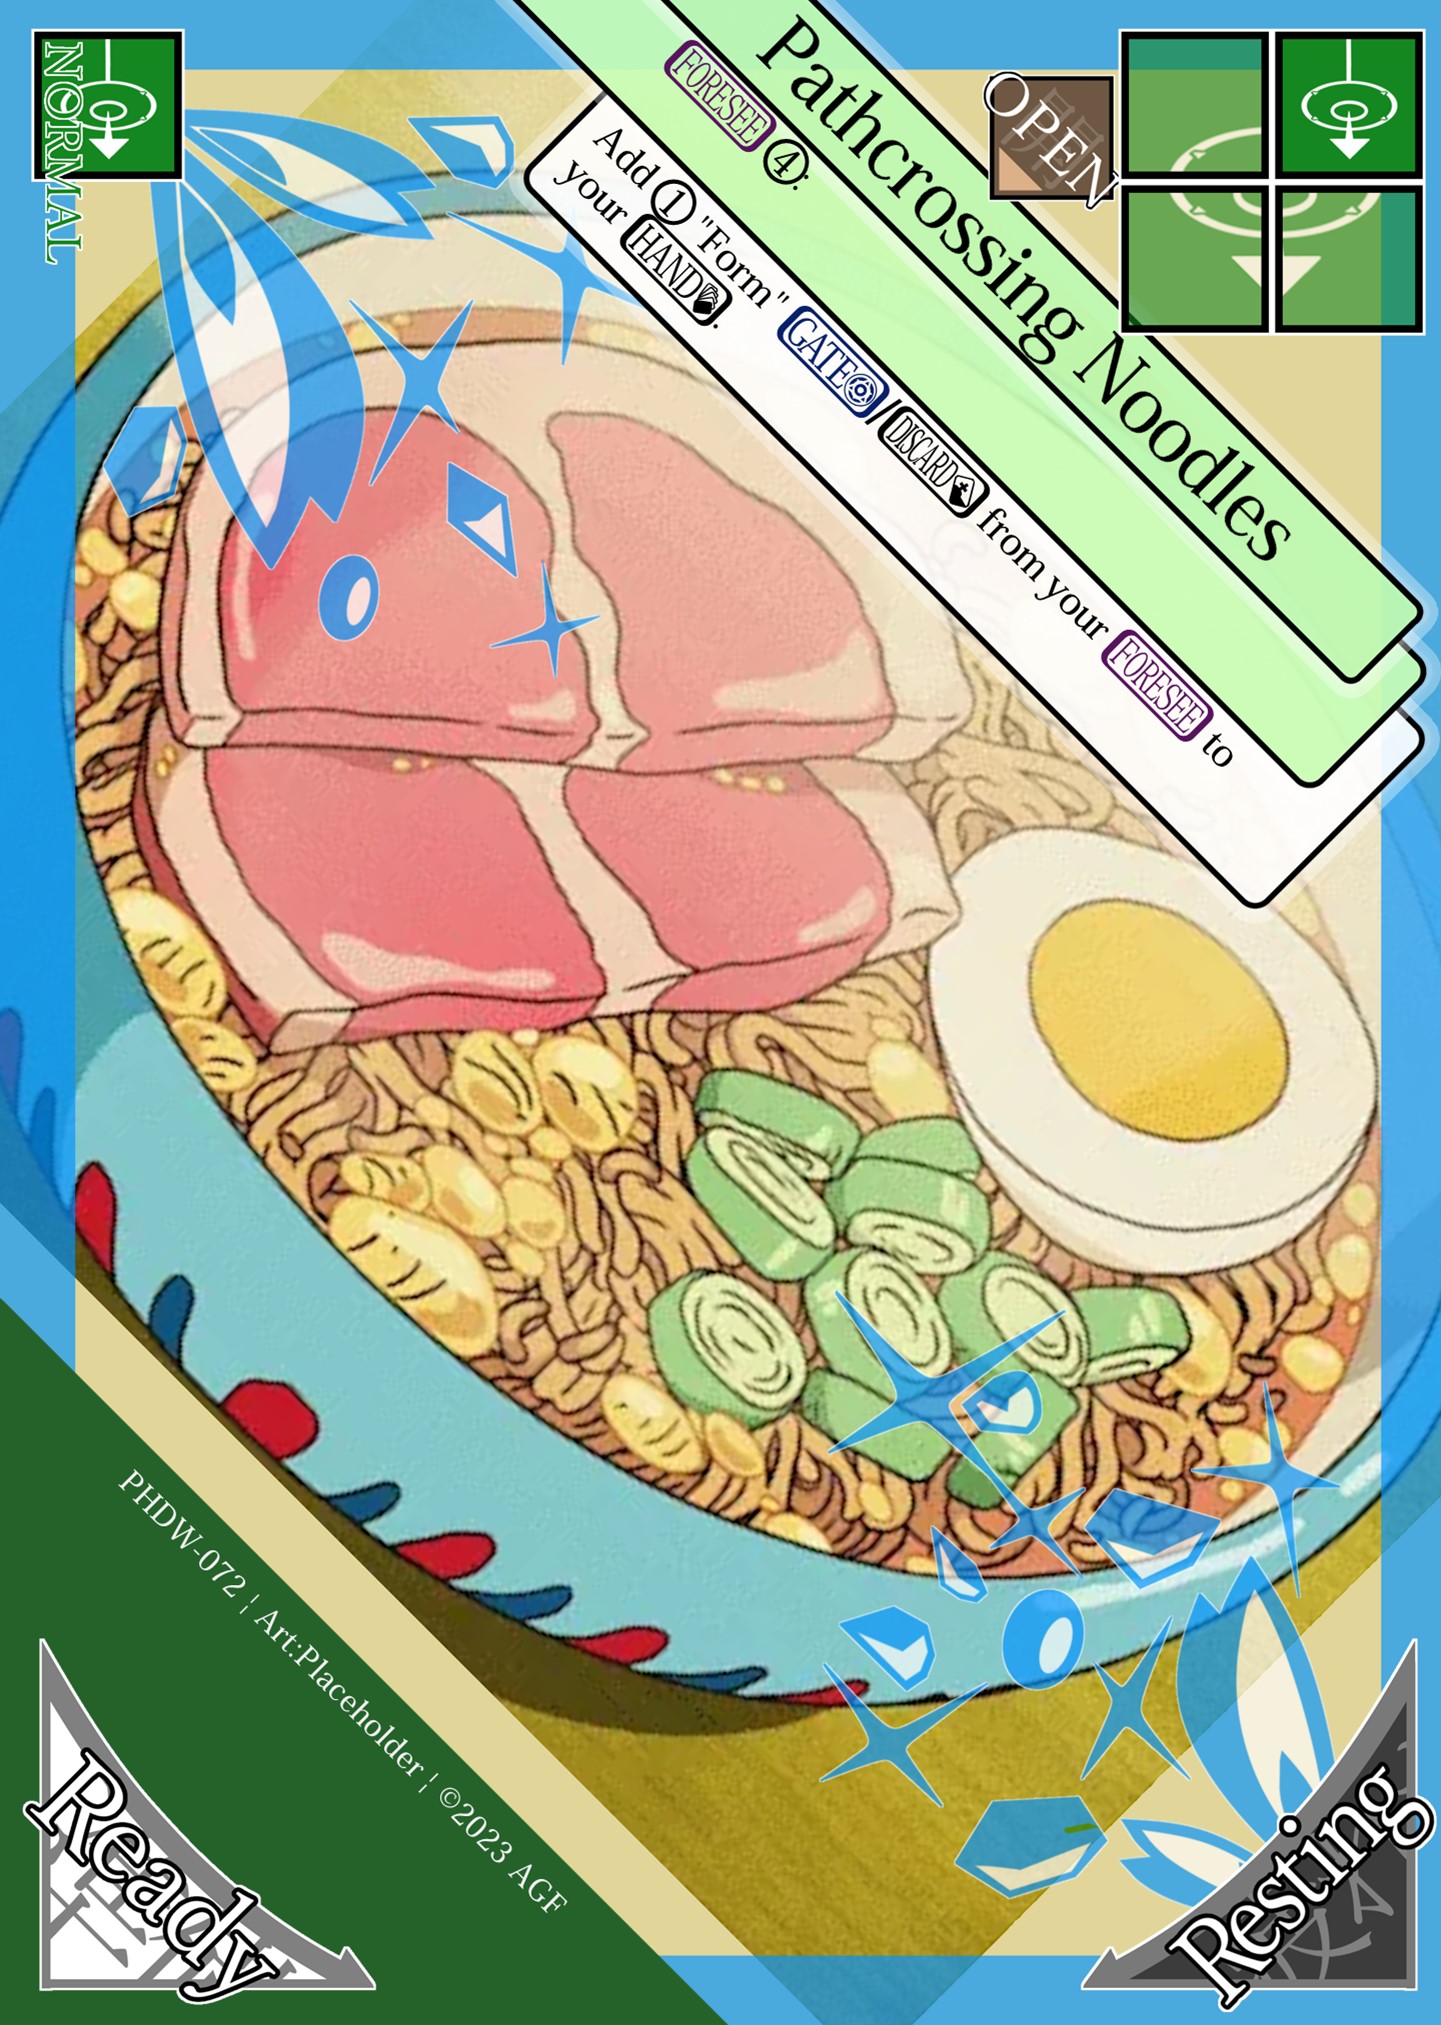 NORMAL
OPEN
Pathcrossing Noodles
FORESEE 4:
Add 1 "Form" GATE/DISCARD from your FORESEE to
your HAND.
PHDW-072 ¦ Art:Placeholder ¦ ©2023 AGF
Ready
Resting